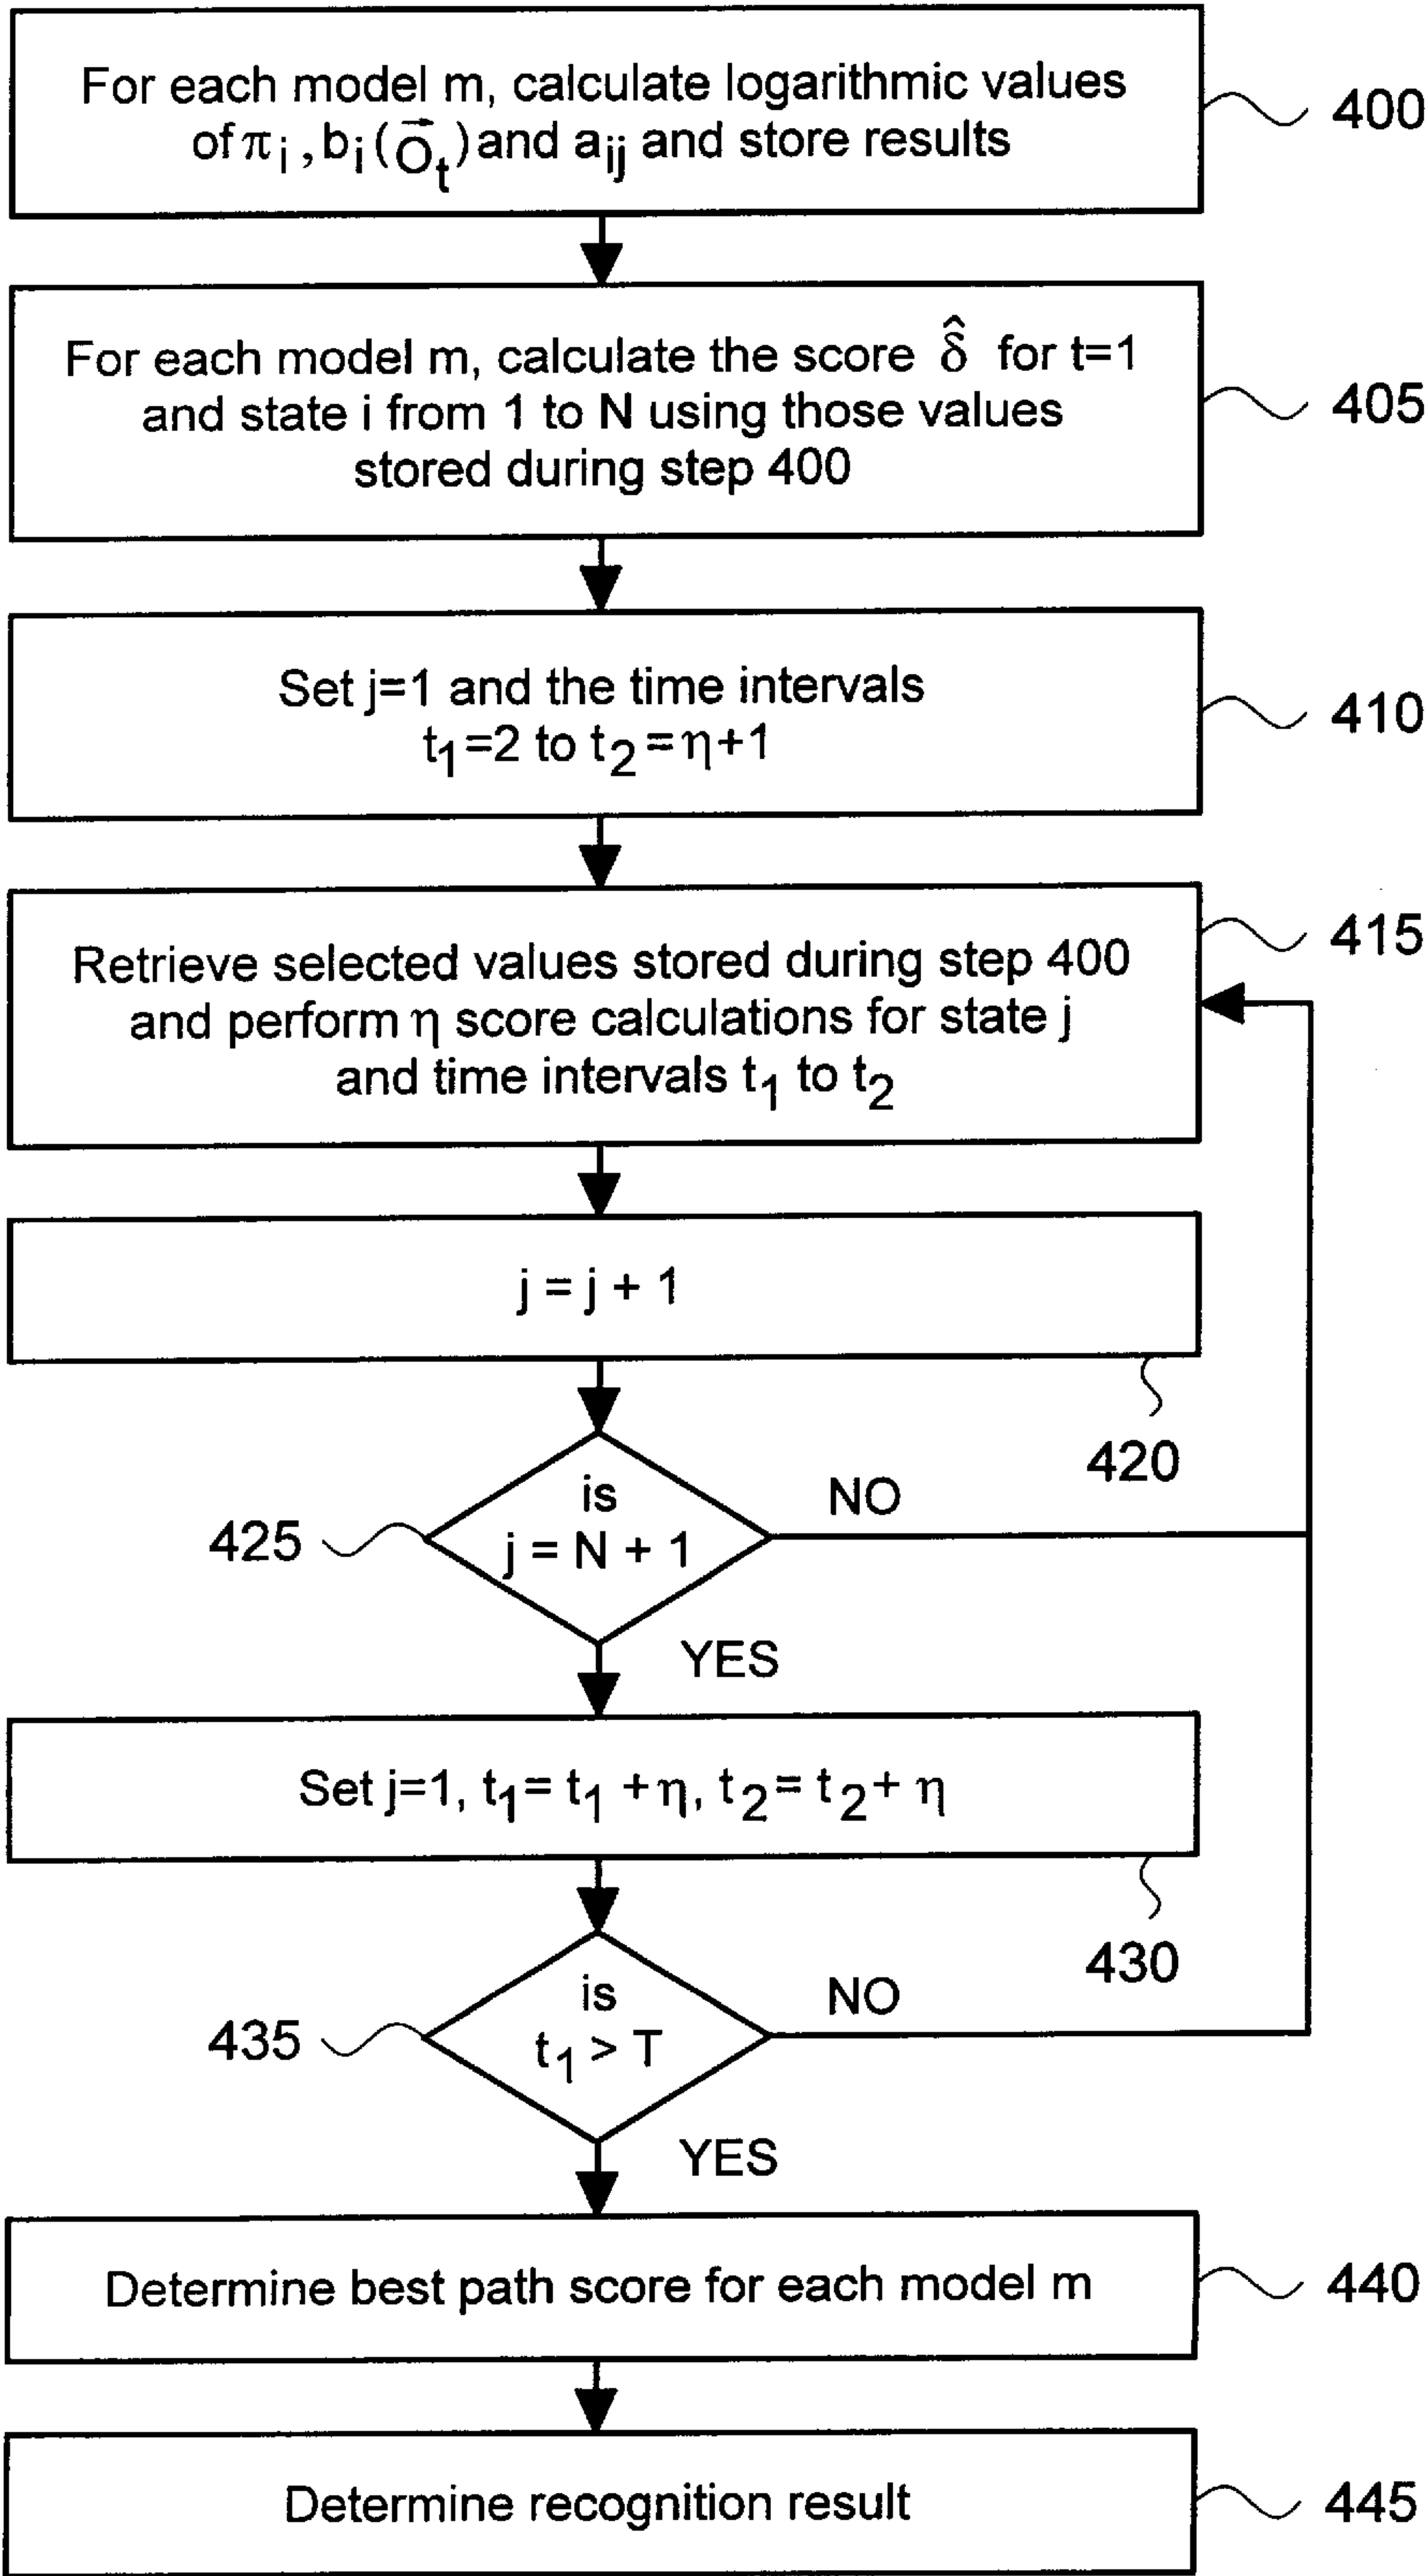 For each model m, calculate logarithmic values
of πi , bi (O⃗t) and aij and store results
400
For each model m, calculate the score δ̂ for t=1
and state i from 1 to N using those values
stored during step 400
405
Set j=1 and the time intervals
t1=2 to t2 = η+1
410
Retrieve selected values stored during step 400
and perform η score calculations for state j
and time intervals t1 to t2
415
j = j + 1
420
is
j = N + 1
NO
425
YES
Set j=1, t1= t1 + η, t2= t2+ η
430
is
t1 > T
NO
435
YES
Determine best path score for each model m
440
Determine recognition result
445